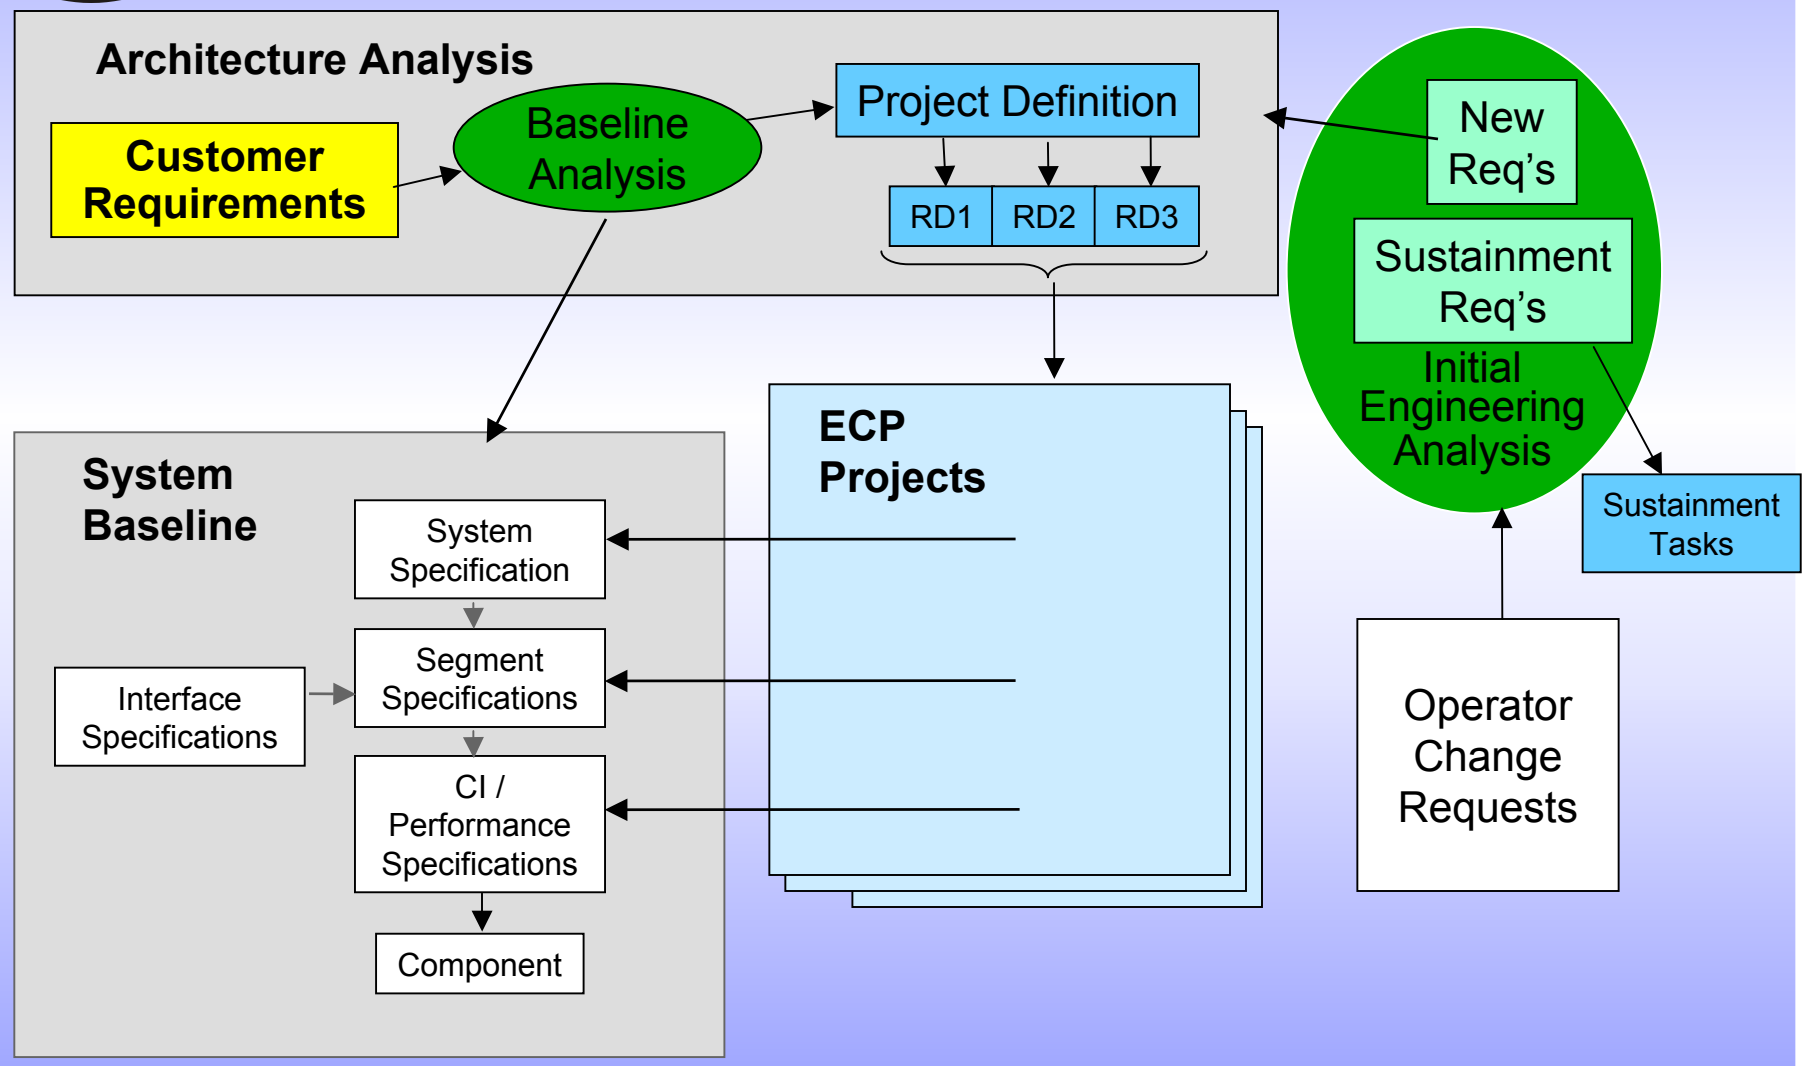 Architecture Analysis
Customer
Requirements
Baseline
Analysis
Project Definition
RD1
RD2
RD3
New
Req’s
Sustainment
Req’s
Initial
Engineering
Analysis
Sustainment
Tasks
Operator
Change
Requests
ECP
Projects
System
Baseline
System
Specification
Segment
Specifications
Interface
Specifications
CI /
Performance
Specifications
Component